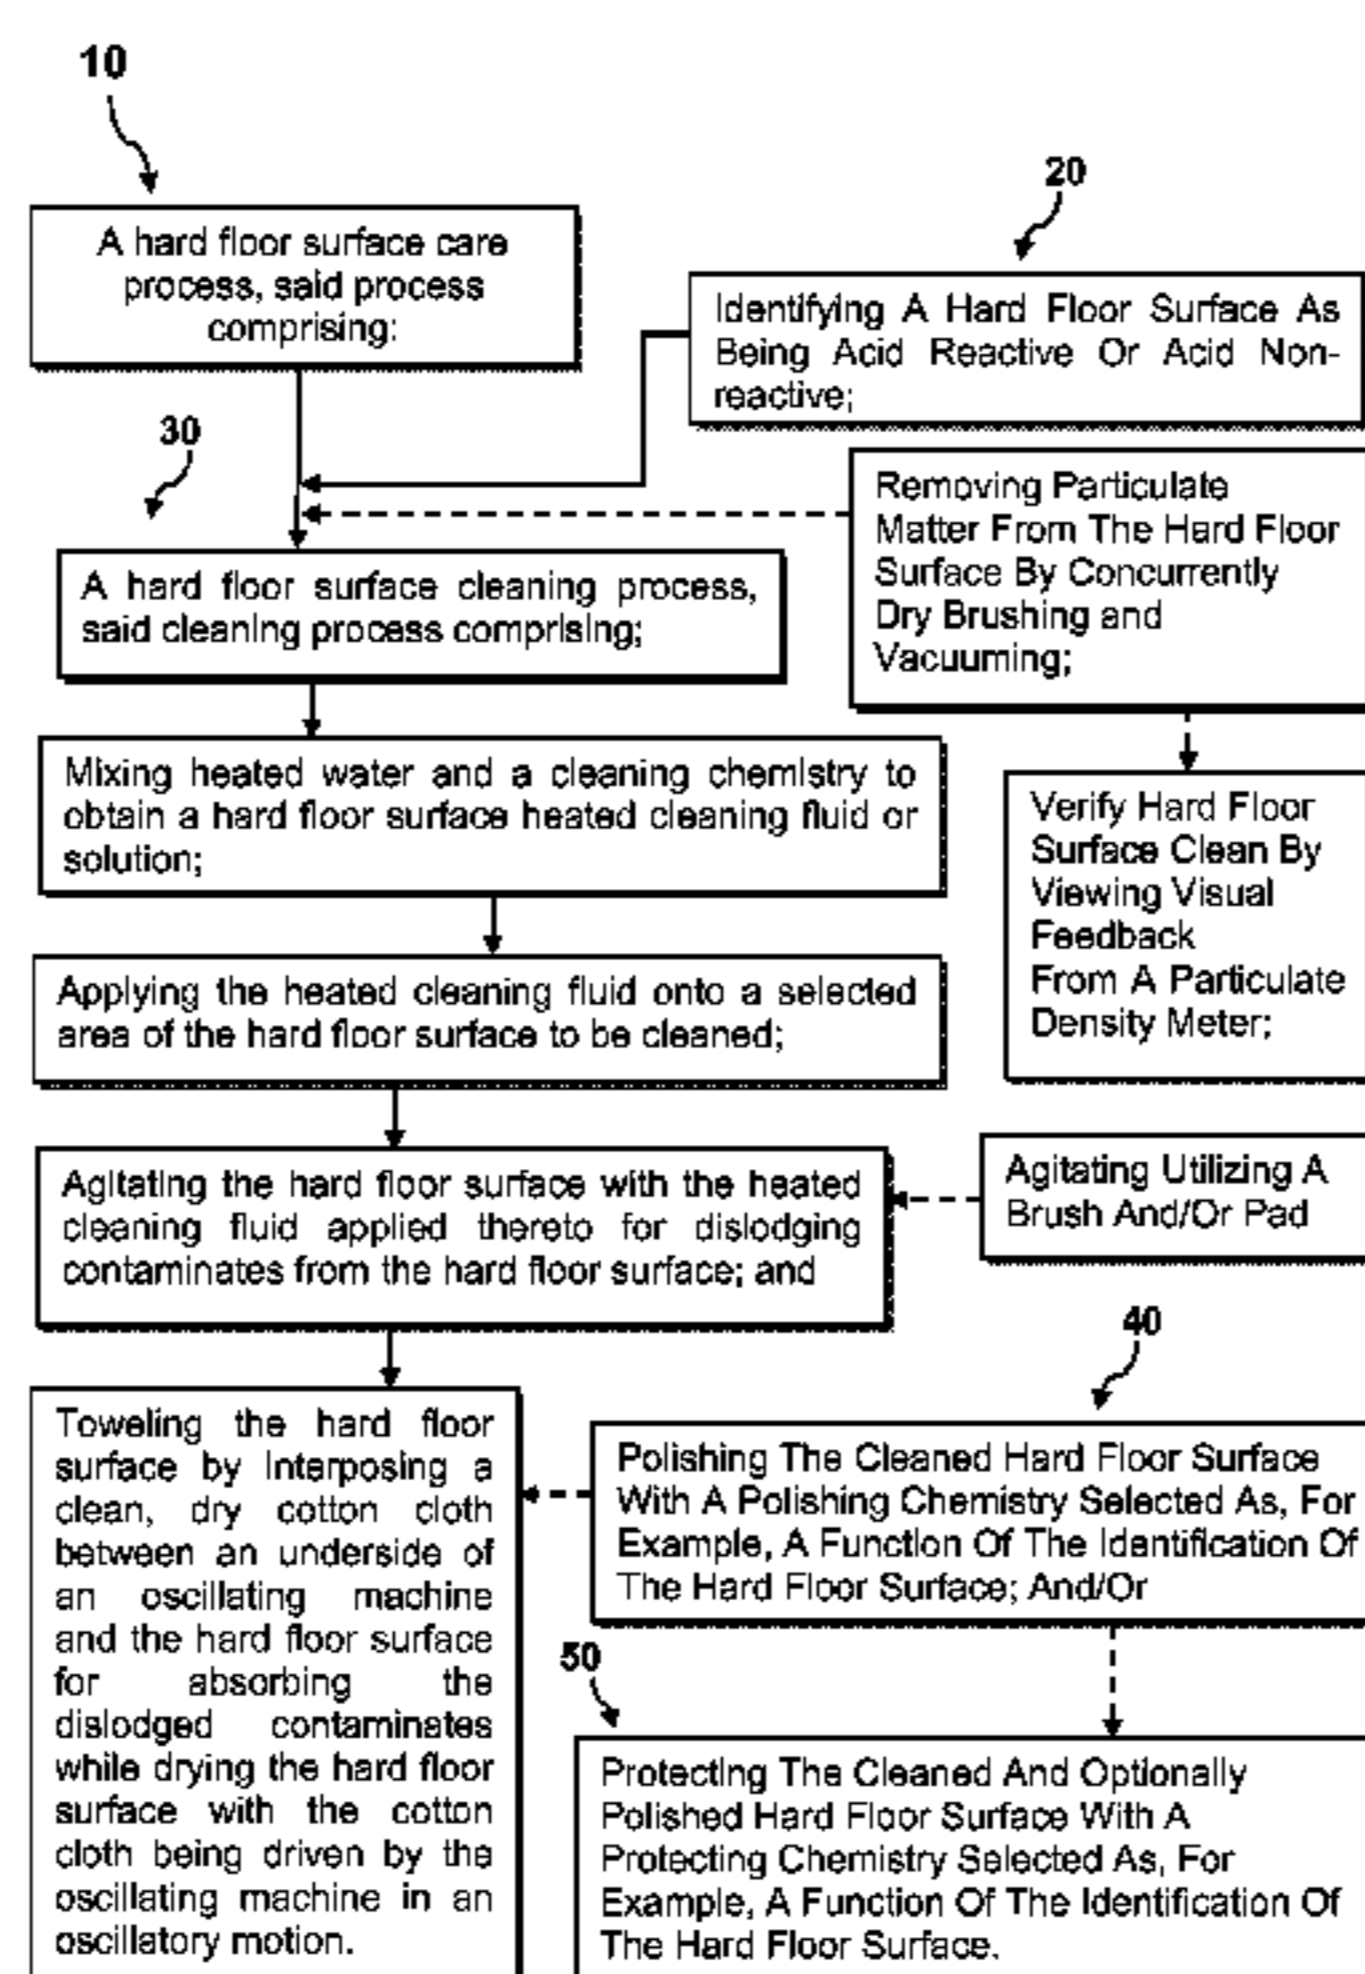 10
A hard floor surface care
process, said process
comprising:
20
Identifying A Hard Floor Surface As
Being Acid Reactive Or Acid Non-
reactive;
30
Removing Particulate
Matter From The Hard Floor
Surface By Concurrently
Dry Brushing and
Vacuuming;
A hard floor surface cleaning process,
said cleaning process comprising;
Mixing heated water and a cleaning chemistry to
obtain a hard floor surface heated cleaning fluid or
solution;
Verify Hard Floor
Surface Clean By
Viewing Visual
Feedback
From A Particulate
Density Meter;
Applying the heated cleaning fluid onto a selected
area of the hard floor surface to be cleaned;
Agitating the hard floor surface with the heated
cleaning fluid applied thereto for dislodging
contaminates from the hard floor surface; and
Agitating Utilizing A
Brush And/Or Pad
40
Toweling the hard floor
surface by interposing a
clean, dry cotton cloth
between an underside of
an oscillating machine
and the hard floor surface
for absorbing the
dislodged contaminates
while drying the hard floor
surface with the cotton
cloth being driven by the
oscillating machine in an
oscillatory motion.
Polishing The Cleaned Hard Floor Surface
With A Polishing Chemistry Selected As, For
Example, A Function Of The Identification Of
The Hard Floor Surface; And/Or
50
Protecting The Cleaned And Optionally
Polished Hard Floor Surface With A
Protecting Chemistry Selected As, For
Example, A Function Of The Identification Of
The Hard Floor Surface.